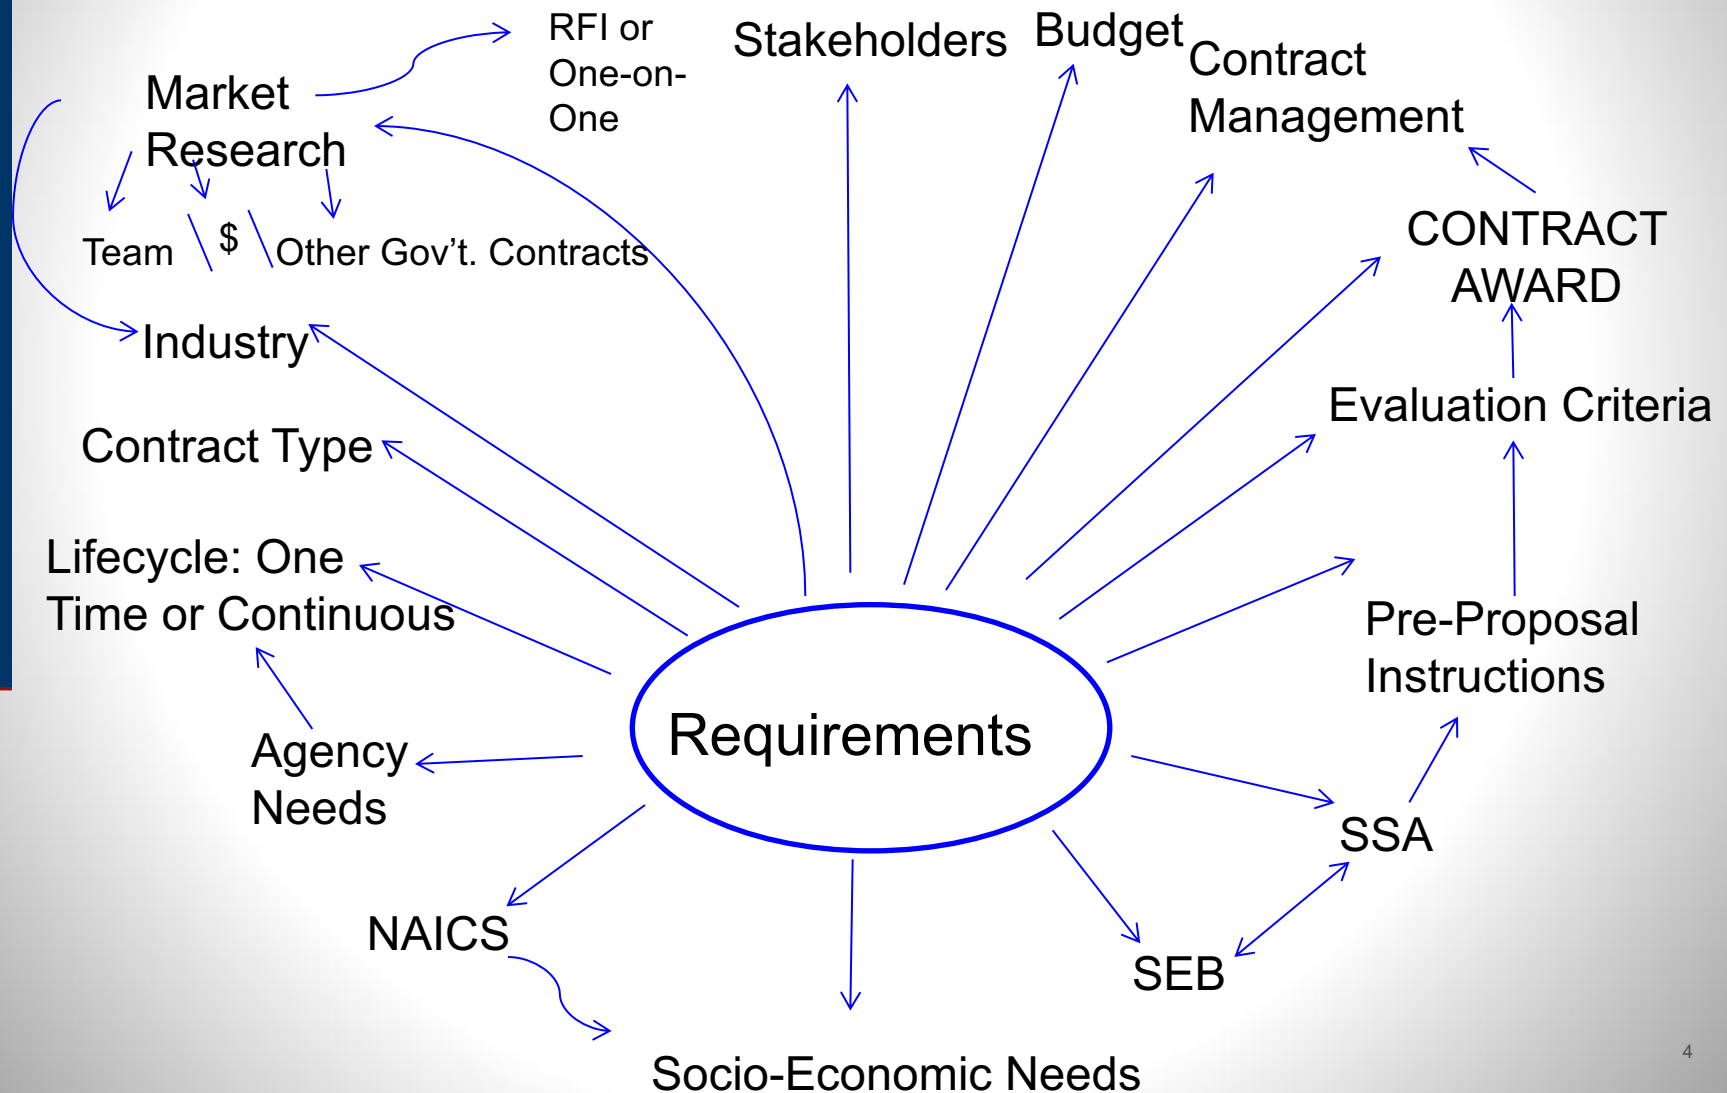 RFI or
One-on-
One
Stakeholders
Budget
Contract
Management
Market
Research
Team \ $ \ Other Gov't. Contracts
CONTRACT
AWARD
Industry
Evaluation Criteria
Contract Type
Lifecycle: One
Time or Continuous
Pre-Proposal
Instructions
Requirements
Agency
Needs
SSA
NAICS
SEB
Socio-Economic Needs
4